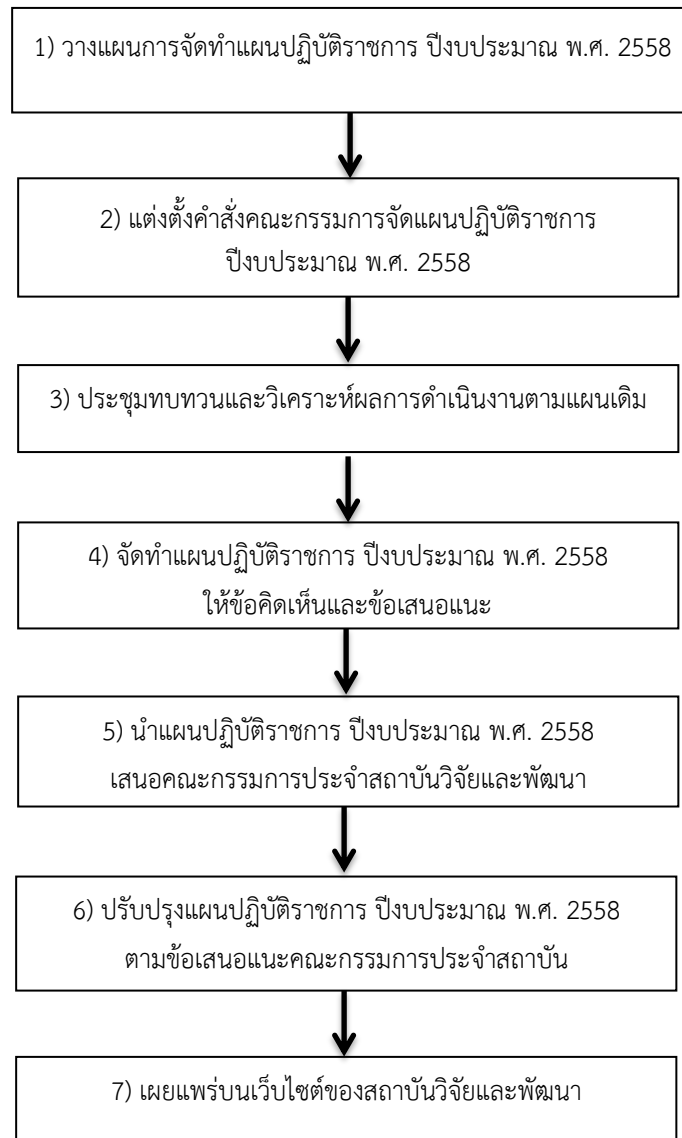 1) วางแผนการจัดทำแผนปฏิบัติราชการ ปีงบประมาณ พ.ศ. 2558
2) แต่งตั้งคำสั่งคณะกรรมการจัดแผนปฏิบัติราชการ
ปีงบประมาณ พ.ศ. 2558
3) ประชุมทบทวนและวิเคราะห์ผลการดำเนินงานตามแผนเดิม
4) จัดทำแผนปฏิบัติราชการ ปีงบประมาณ พ.ศ. 2558
ให้ข้อคิดเห็นและข้อเสนอแนะ
5) นำแผนปฏิบัติราชการ ปีงบประมาณ พ.ศ. 2558
เสนอคณะกรรมการประจำสถาบันวิจัยและพัฒนา
6) ปรับปรุงแผนปฏิบัติราชการ ปีงบประมาณ พ.ศ. 2558
ตามข้อเสนอแนะคณะกรรมการประจำสถาบัน
7) เผยแพร่บนเว็บไซต์ของสถาบันวิจัยและพัฒนา